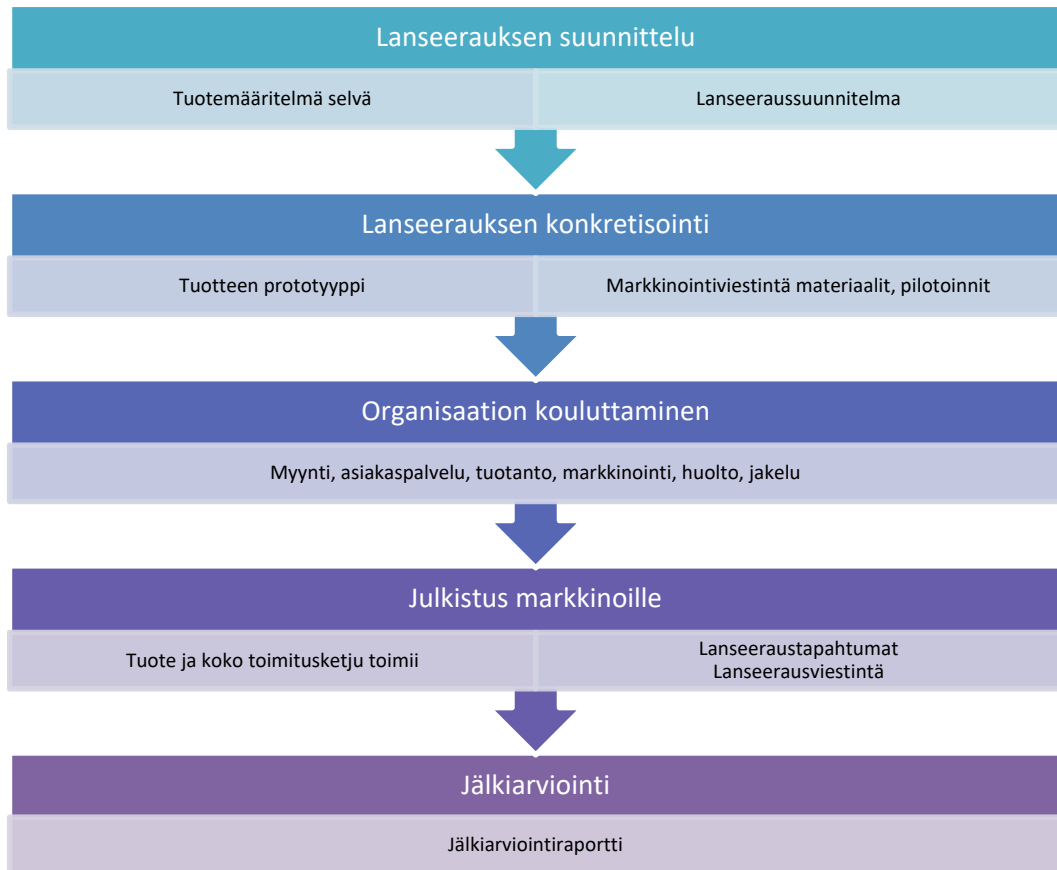 Lanseerauksen suunnittelu
Tuotemääritelmä selvä
Lanseeraussuunnitelma
Lanseerauksen konkretisointi
Tuotteen prototyyppi
Markkinointiviestintä materiaalit, pilotoinnit
Organisaation kouluttaminen
Myynti, asiakaspalvelu, tuotanto, markkinointi, huolto, jakelu
Julkistus markkinoille
Tuote ja koko toimitusketju toimii
Lanseeraustapahtumat
Lanseerausviestintä
Jälkiarviointi
Jälkiarviointiraportti